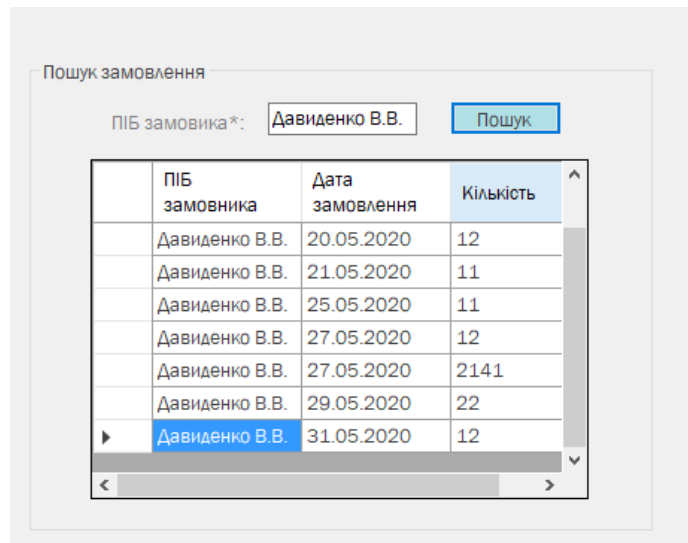 Пошук замовлення
ПІБ замовика*: Давиденко В.В. Пошук
ПІБ замовника Дата замовлення Кількість
Давиденко В.В. 20.05.2020 12
Давиденко В.В. 21.05.2020 11
Давиденко В.В. 25.05.2020 11
Давиденко В.В. 27.05.2020 12
Давиденко В.В. 27.05.2020 2141
Давиденко В.В. 29.05.2020 22
Давиденко В.В. 31.05.2020 12